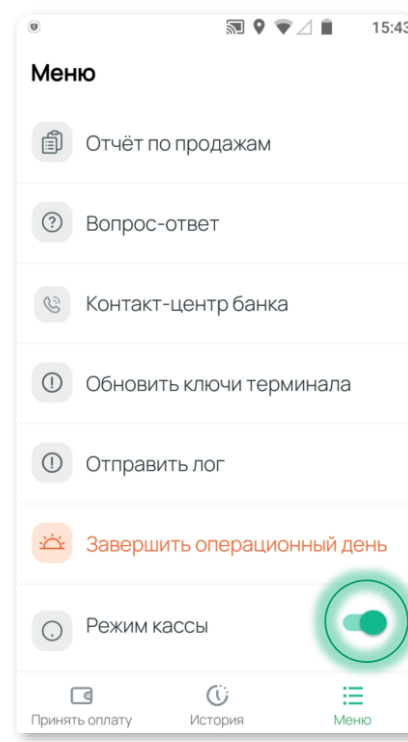 15:43
Меню
Отчёт по продажам
Вопрос-ответ
Контакт-центр банка
Обновить ключи терминала
Отправить лог
Завершить операционный день
Режим кассы
Принять оплату
История
Меню